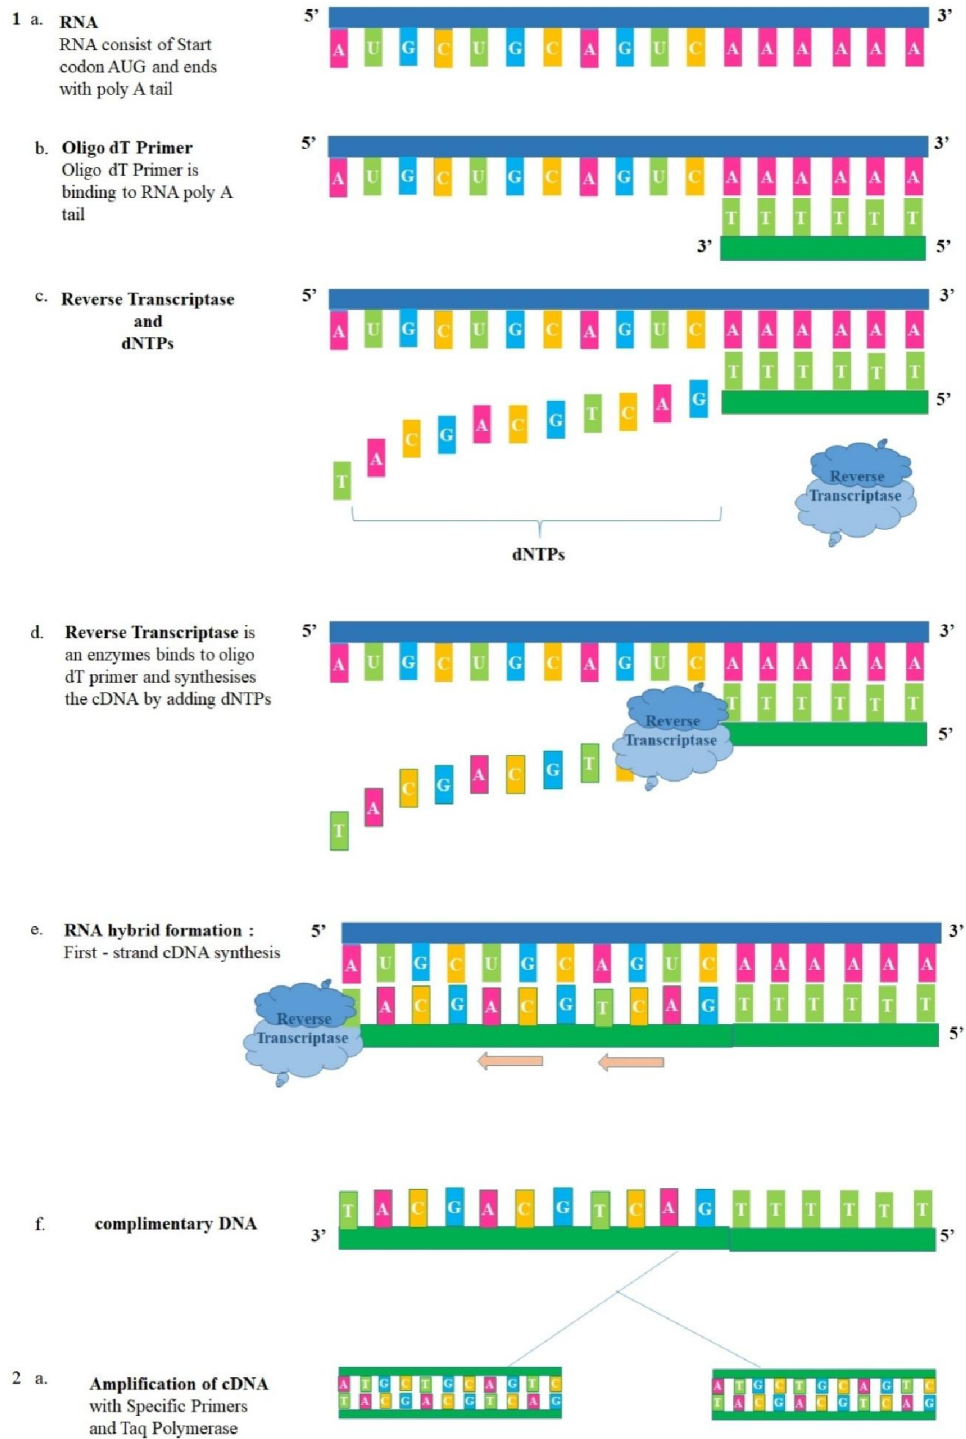 1 a. RNA
RNA consist of Start
codon AUG and ends
with poly A tail
5’ 3’
A U G C U G C A G U C A A A A A A
b. Oligo dT Primer
Oligo dT Primer is
binding to RNA poly A
tail
5’ 3’
A U G C U G C A G U C A A A A A A
T T T T T T
3’ 5’
c. Reverse Transcriptase
and
dNTPs
5’ 3’
A U G C U G C A G U C A A A A A A
T T T T T T
5’
T A C G A C G T C A G
Reverse
Transcriptase
dNTPs
d. Reverse Transcriptase is
an enzymes binds to oligo
dT primer and synthesises
the cDNA by adding dNTPs
5’ 3’
A U G C U G C A G U C A A A A A A
T T T T T T
5’
Reverse
Transcriptase
T A C G A C G T
e. RNA hybrid formation :
First - strand cDNA synthesis
5’ 3’
A U G C U G C A G U C A A A A A A
A C G A C G T C A G T T T T T T
5’
Reverse
Transcriptase
f. complimentary DNA
T A C G A C G T C A G T T T T T T
3’ 5’
2 a. Amplification of cDNA
with Specific Primers
and Taq Polymerase
A T G C T G C A G T C
T A C G A C G T C A G
A T G C T G C A G T C
T A C G A C G T C A G